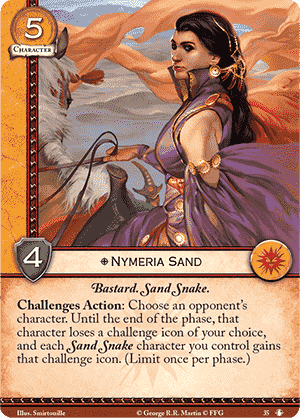 5
CHARACTER
4
NYMERIA SAND
Bastard. Sand Snake.
Challenges Action: Choose an opponent's
character. Until the end of the phase, that
character loses a challenge icon of your choice,
and each Sand Snake character you control gains
that challenge icon. (Limit once per phase.)
Illus. Smirtouille © George R.R. Martin © FFG 35